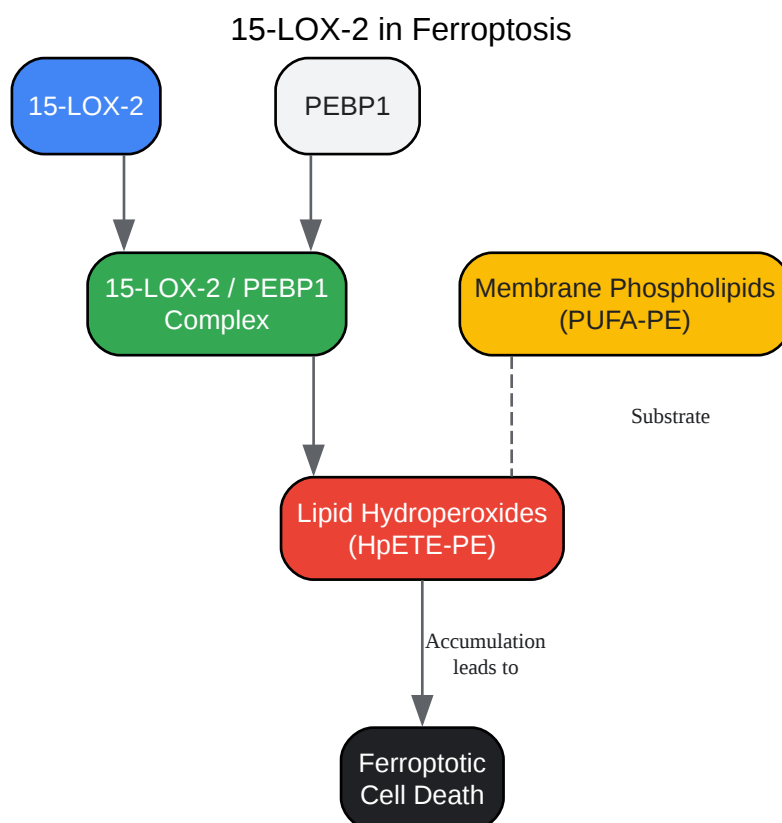 15-LOX-2 in Ferroptosis
15-LOX-2
PEBP1
15-LOX-2 / PEBP1
Complex
Membrane Phospholipids
(PUFA-PE)
Substrate
Lipid Hydroperoxides
(HpETE-PE)
Accumulation
leads to
Ferroptotic
Cell Death